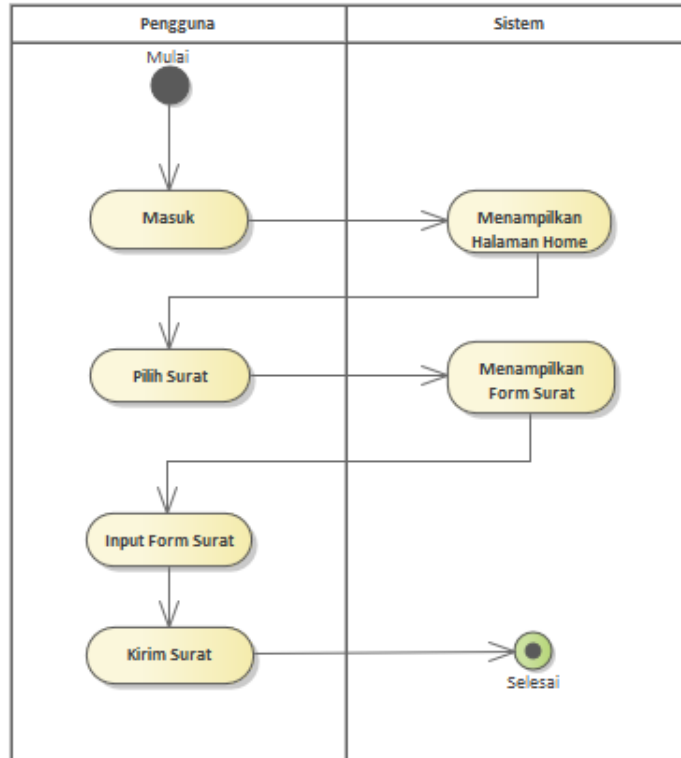 Pengguna
Sistem
Mulai
Masuk
Menampilkan
Halaman Home
Pilih Surat
Menampilkan
Form Surat
Input Form Surat
Kirim Surat
Selesai